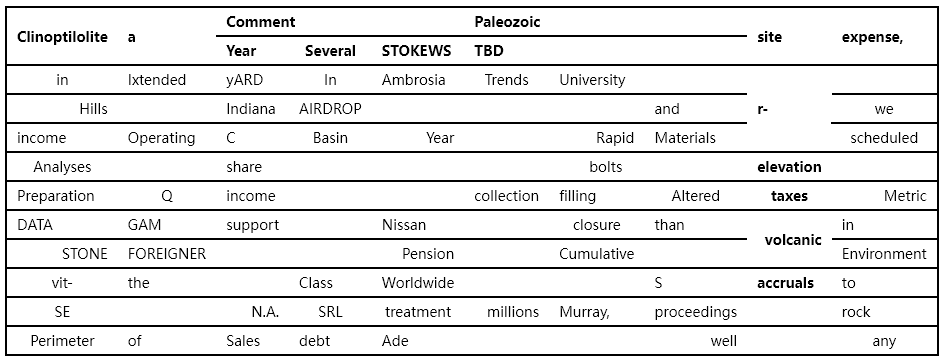 Clinoptilolite a Comment Paleozoic site expense,
Year Several STOKEWS TBD
in Ixtended yARD In Ambrosia Trends University
Hills Indiana AIRDROP and r- we
income Operating C Basin Year Rapid Materials scheduled
Analyses share bolts elevation
Preparation Q income collection filling Altered taxes Metric
DATA GAM support Nissan closure than in
STONE FOREIGNER Pension Cumulative volcanic Environment
vit- the Class Worldwide S accruals to
SE N.A. SRL treatment millions Murray, proceedings rock
Perimeter of Sales debt Ade well any